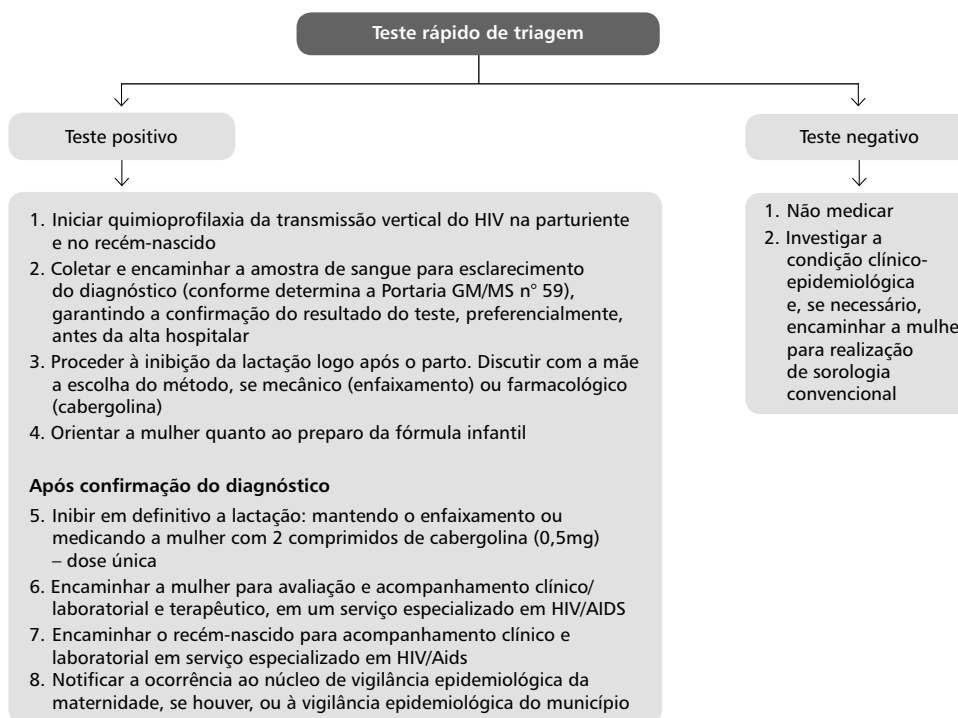 Teste rápido de triagem
Teste positivo
1. Iniciar quimioprofilaxia da transmissão vertical do HIV na parturiente
e no recém-nascido
2. Coletar e encaminhar a amostra de sangue para esclarecimento
do diagnóstico (conforme determina a Portaria GM/MS n° 59),
garantindo a confirmação do resultado do teste, preferencialmente,
antes da alta hospitalar
3. Proceder à inibição da lactação logo após o parto. Discutir com a mãe
a escolha do método, se mecânico (enfaixamento) ou farmacológico
(cabergolina)
4. Orientar a mulher quanto ao preparo da fórmula infantil
Após confirmação do diagnóstico
5. Inibir em definitivo a lactação: mantendo o enfaixamento ou
medicando a mulher com 2 comprimidos de cabergolina (0,5mg)
– dose única
6. Encaminhar a mulher para avaliação e acompanhamento clínico/
laboratorial e terapêutico, em um serviço especializado em HIV/AIDS
7. Encaminhar o recém-nascido para acompanhamento clínico e
laboratorial em serviço especializado em HIV/Aids
8. Notificar a ocorrência ao núcleo de vigilância epidemiológica da
maternidade, se houver, ou à vigilância epidemiológica do município
Teste negativo
1. Não medicar
2. Investigar a
condição clínico-
epidemiológica
e, se necessário,
encaminhar a mulhe
para realização
de sorologia
convencional